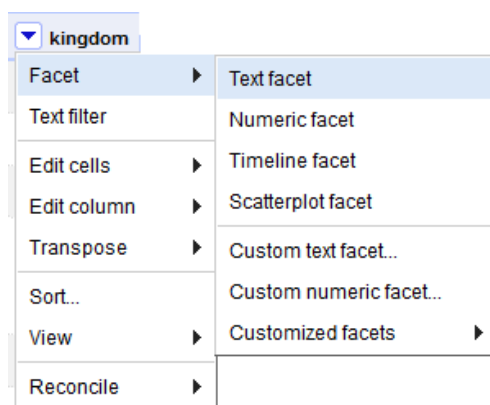 kingdom
Facet
Text filter
Edit cells
Edit column
Transpose
Sort...
View
Reconcile
Text facet
Numeric facet
Timeline facet
Scatterplot facet
Custom text facet...
Custom numeric facet...
Customized facets